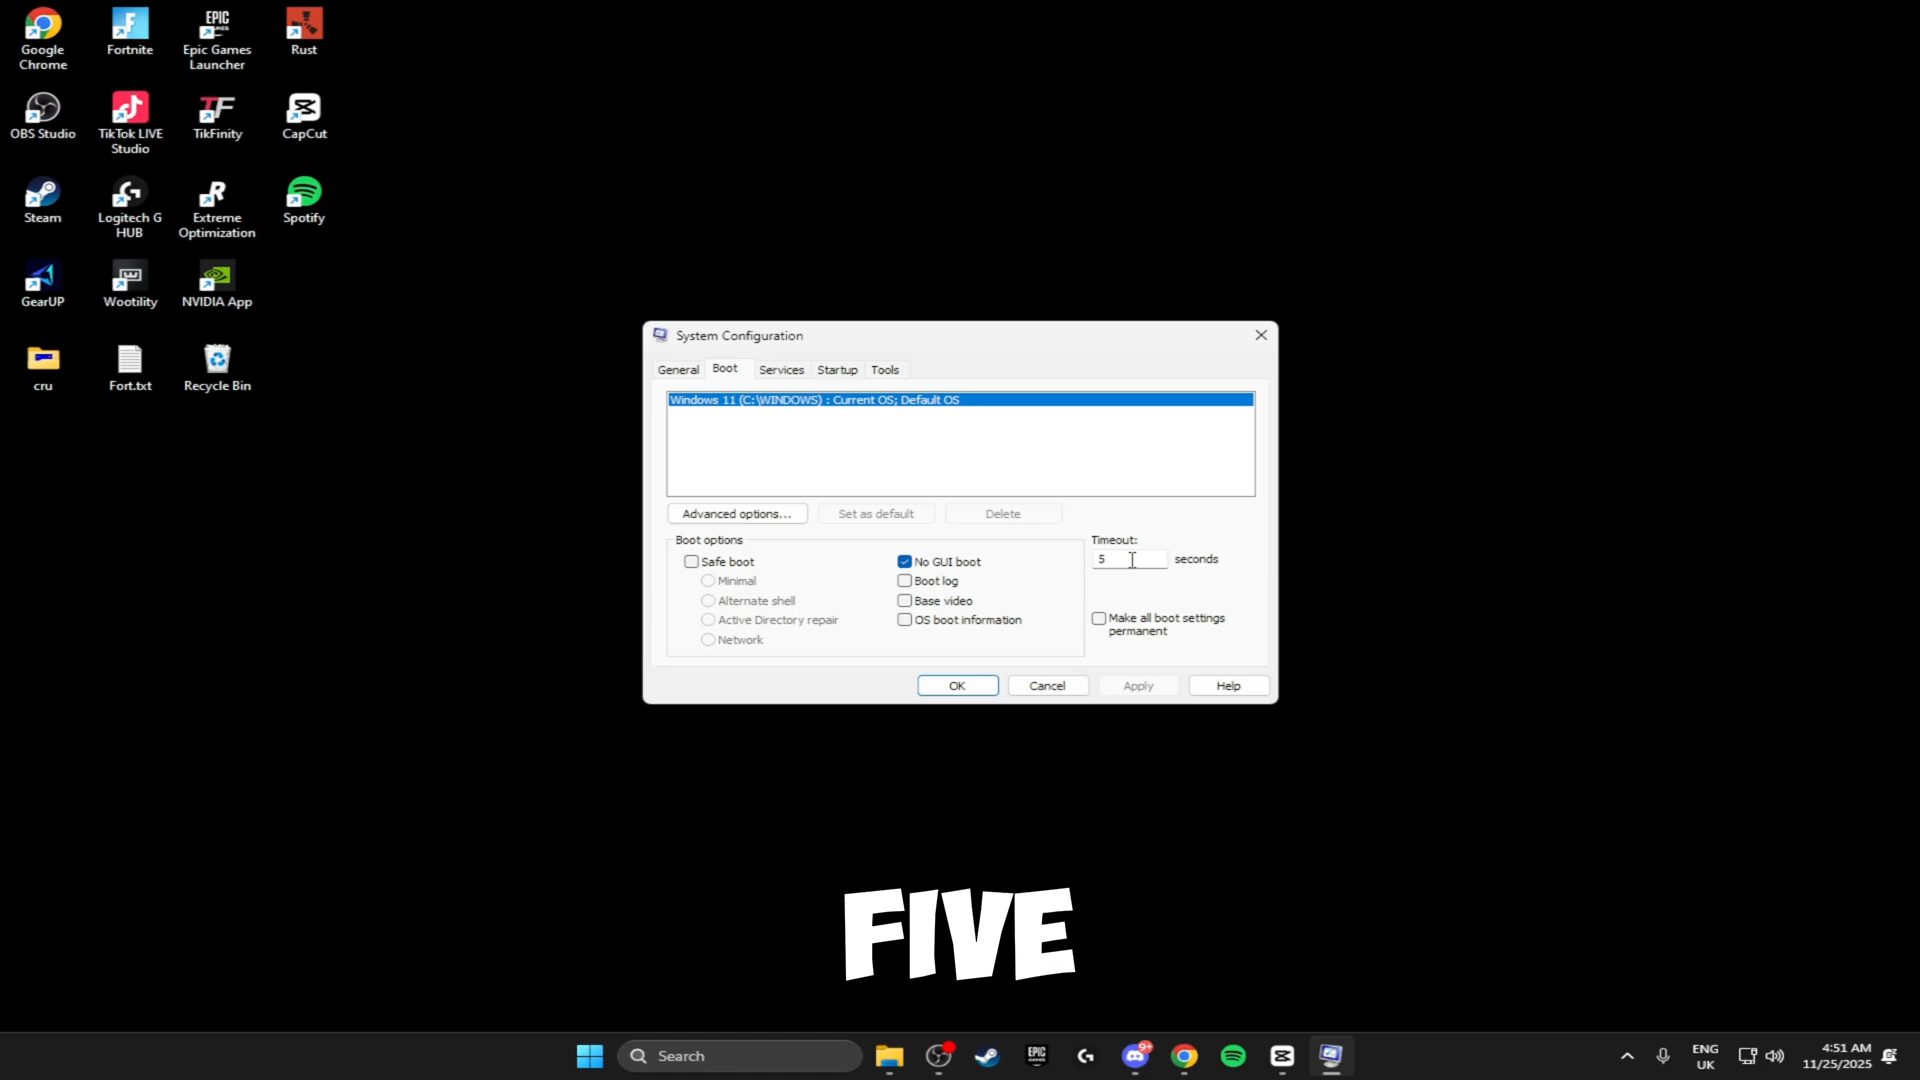 Google
Chrome
Fortnite
EPIC
GAMES
Epic Games
Launcher
Rust
OBS Studio
TikTok LIVE
Studio
TF
TikFinity
CapCut
Steam
Logitech G
HUB
R
Extreme
Optimization
Spotify
GearUP
Wootility
NVIDIA App
cru
Fort.txt
Recycle Bin
System Configuration
General
Boot
Services
Startup
Tools
Windows 11 (C:\WINDOWS) : Current OS; Default OS
Advanced options...
Set as default
Delete
Boot options
Safe boot
Minimal
Alternate shell
Active Directory repair
Network
No GUI boot
Boot log
Base video
OS boot information
Timeout:
5
seconds
Make all boot settings
permanent
OK
Cancel
Apply
Help
FIVE
Search
EPIC
9+
ENG
UK
4:51 AM
11/25/2025